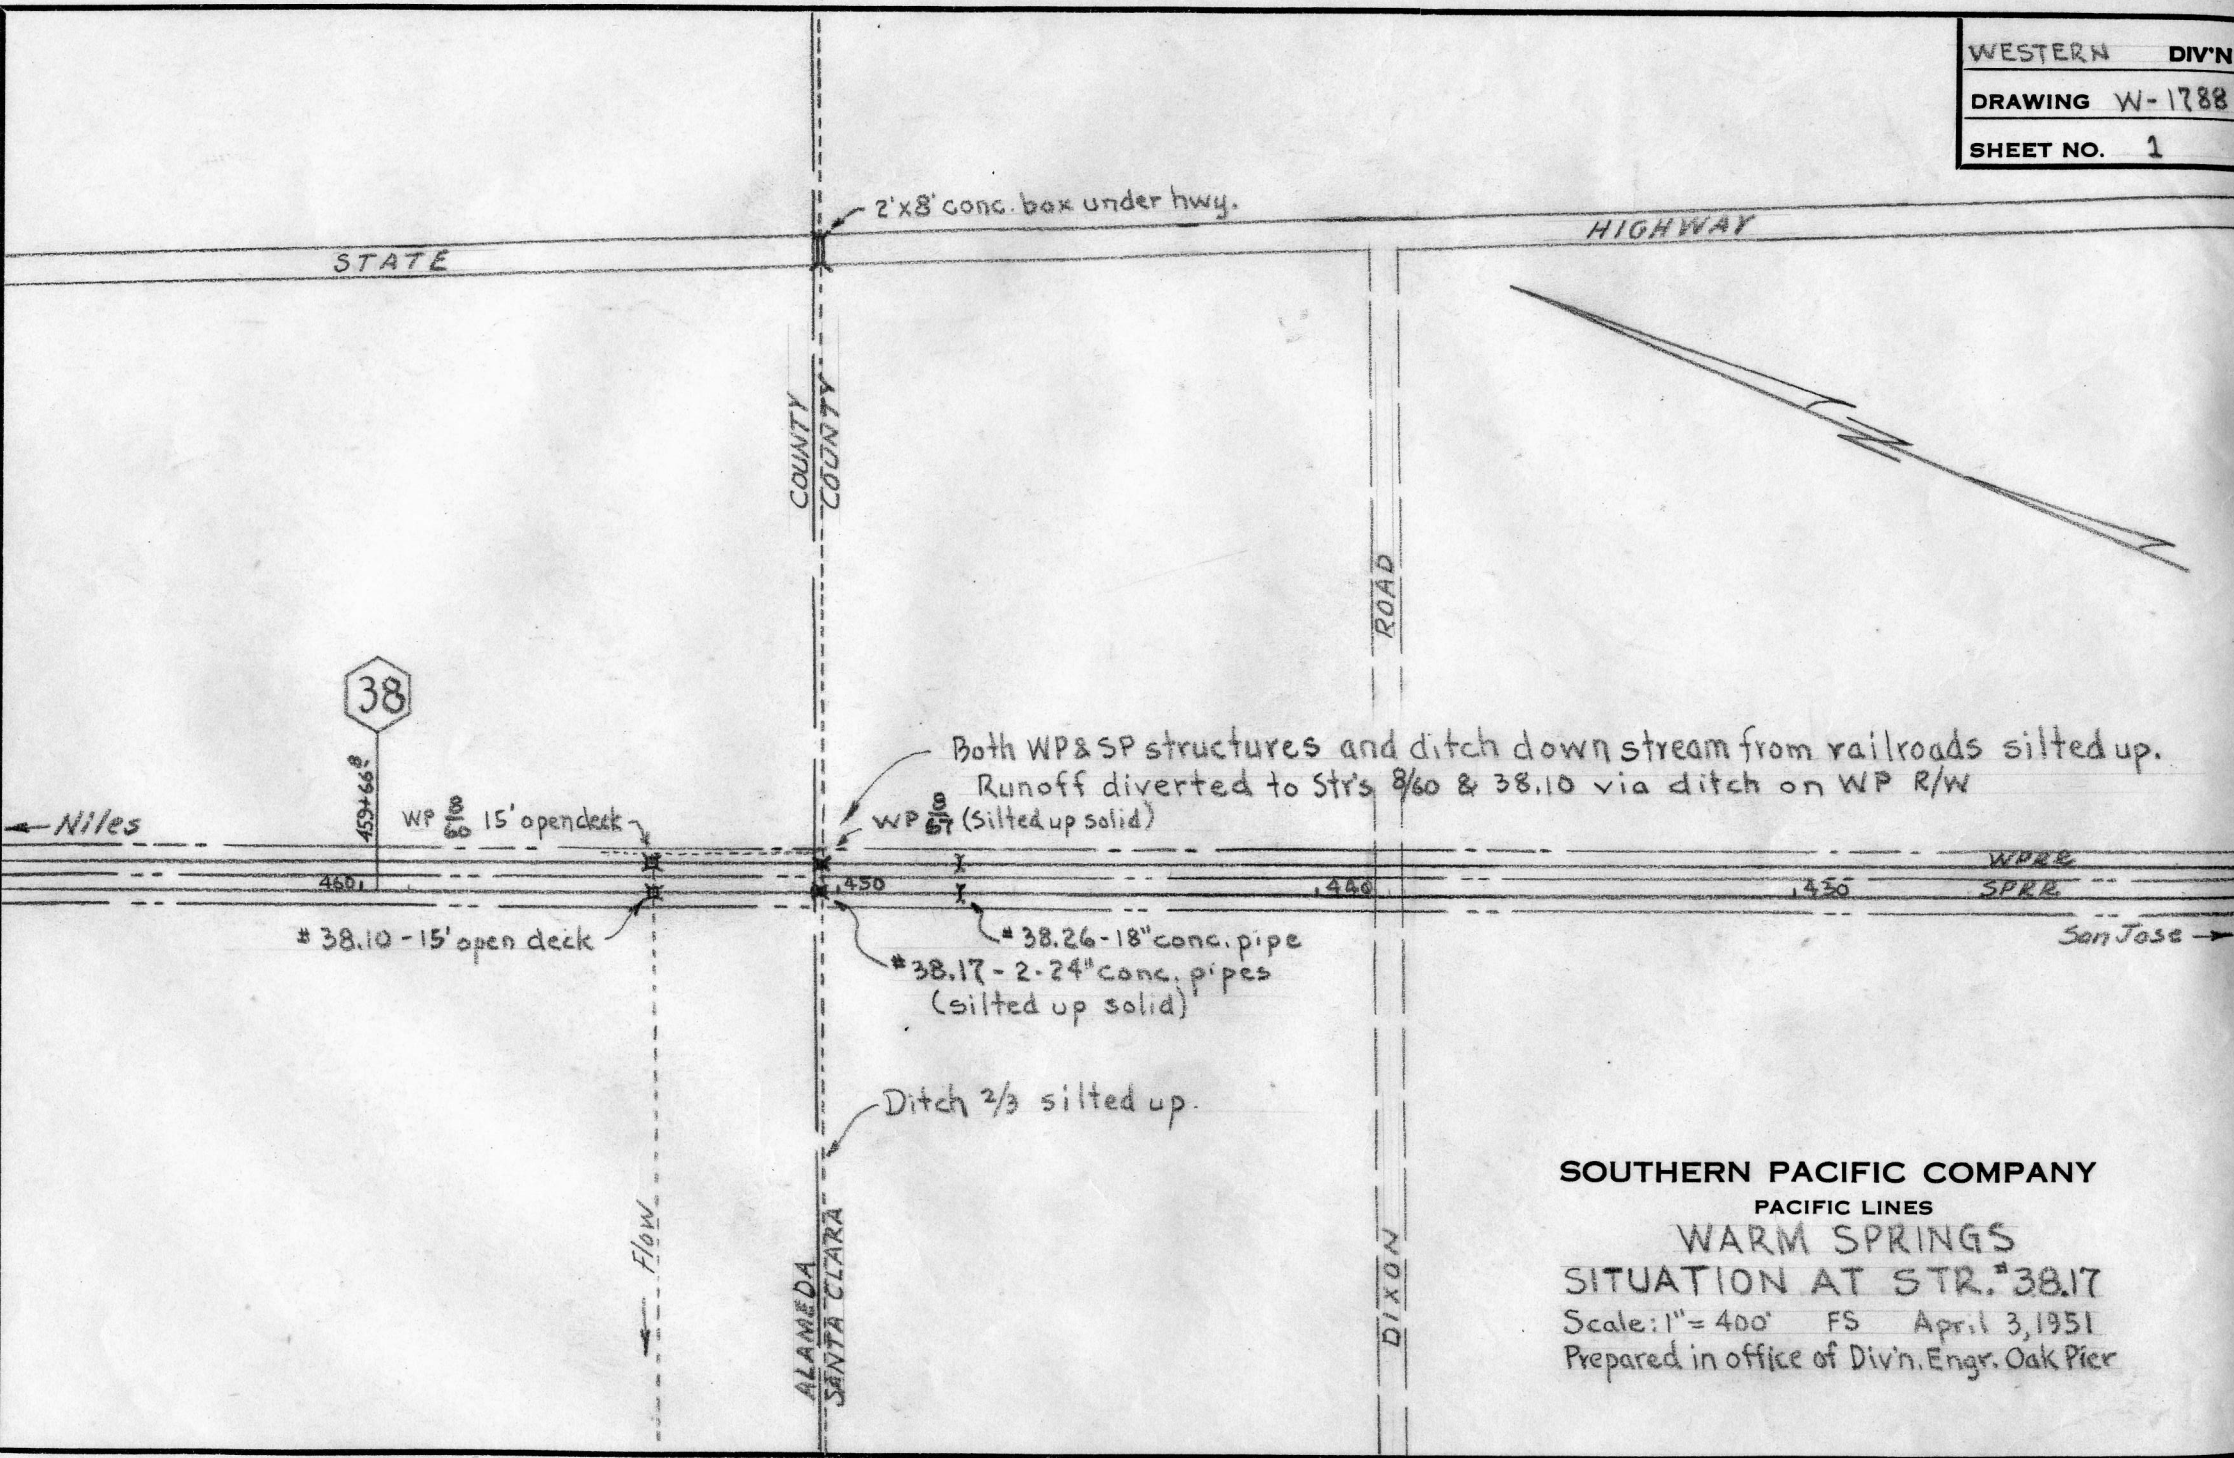 WESTERN DIV'N
DRAWING W-1788
SHEET NO. 1
2'x8' conc. box under hwy.
STATE
HIGHWAY
COUNTY
COUNTY
ROAD
38
459+66.8
Both WP & SP structures and ditch down stream from railroads silted up.
Runoff diverted to Str's 8/60 & 38.10 via ditch on WP R/W
← Niles
WP 8/60 15' open deck
WP 8/67 (Silted up solid)
WPRR
460
450
440
430
SPRR
San Jose →
# 38.10 - 15' open deck
# 38.26 - 18" conc. pipe
# 38.17 - 2 - 24" conc. pipes
(silted up solid)
Ditch 2/3 silted up.
Flow
ALAMEDA
SANTA CLARA
DIXON
SOUTHERN PACIFIC COMPANY
PACIFIC LINES
WARM SPRINGS
SITUATION AT STR. #38.17
Scale: 1" = 400' FS April 3, 1951
Prepared in office of Div'n. Engr. Oak Pier